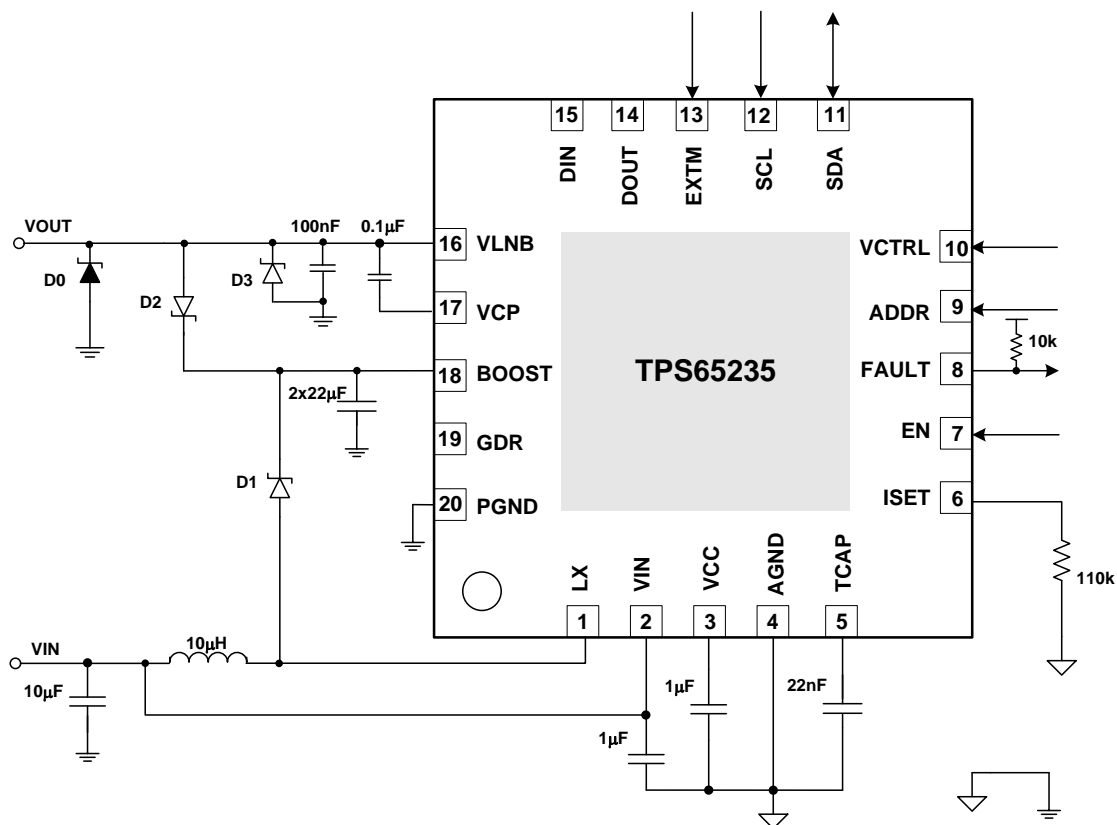 15
14
13
12
11
DIN
DOUT
EXTM
SCL
SDA
VOUT
100nF
0.1μF
16
VLNB
VCTRL
10
D0
D2
D3
17
VCP
ADDR
9
10k
2x22μF
18
BOOST
TPS65235
FAULT
8
19
GDR
EN
7
D1
20
PGND
ISET
6
110k
LX
VIN
VCC
AGND
TCAP
1
2
3
4
5
VIN
10μH
10μF
1μF
1μF
22nF